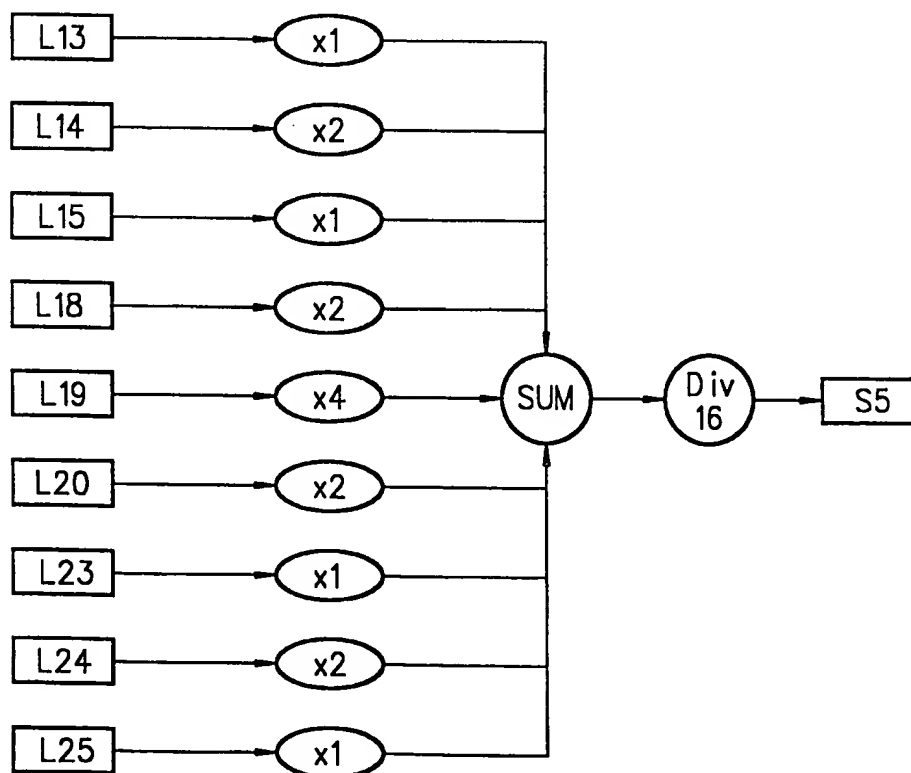 L13 x1
L14 x2
L15 x1
L18 x2
L19 x4 SUM Div 16 S5
L20 x2
L23 x1
L24 x2
L25 x1